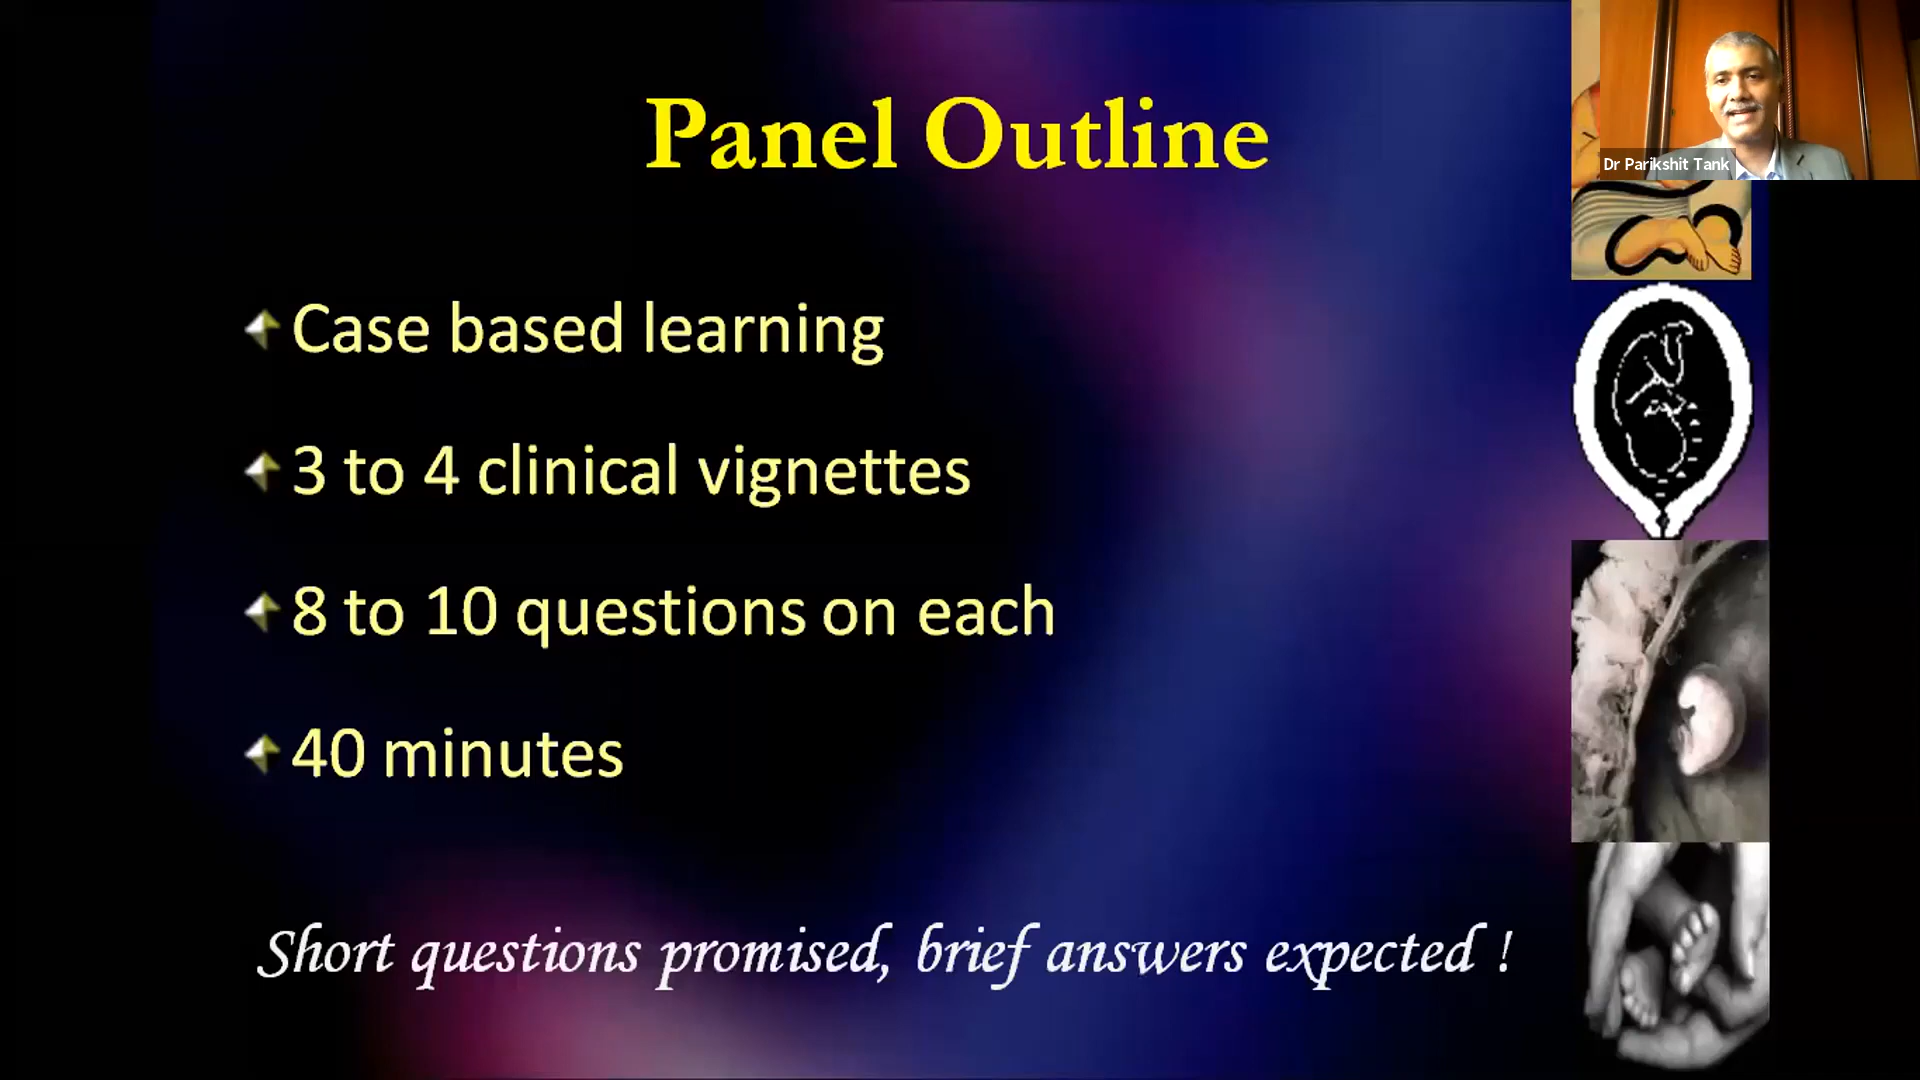 Panel Outline
Dr Parikshit Tank
Case based learning
3 to 4 clinical vignettes
8 to 10 questions on each
40 minutes
Short questions promised, brief answers expected !